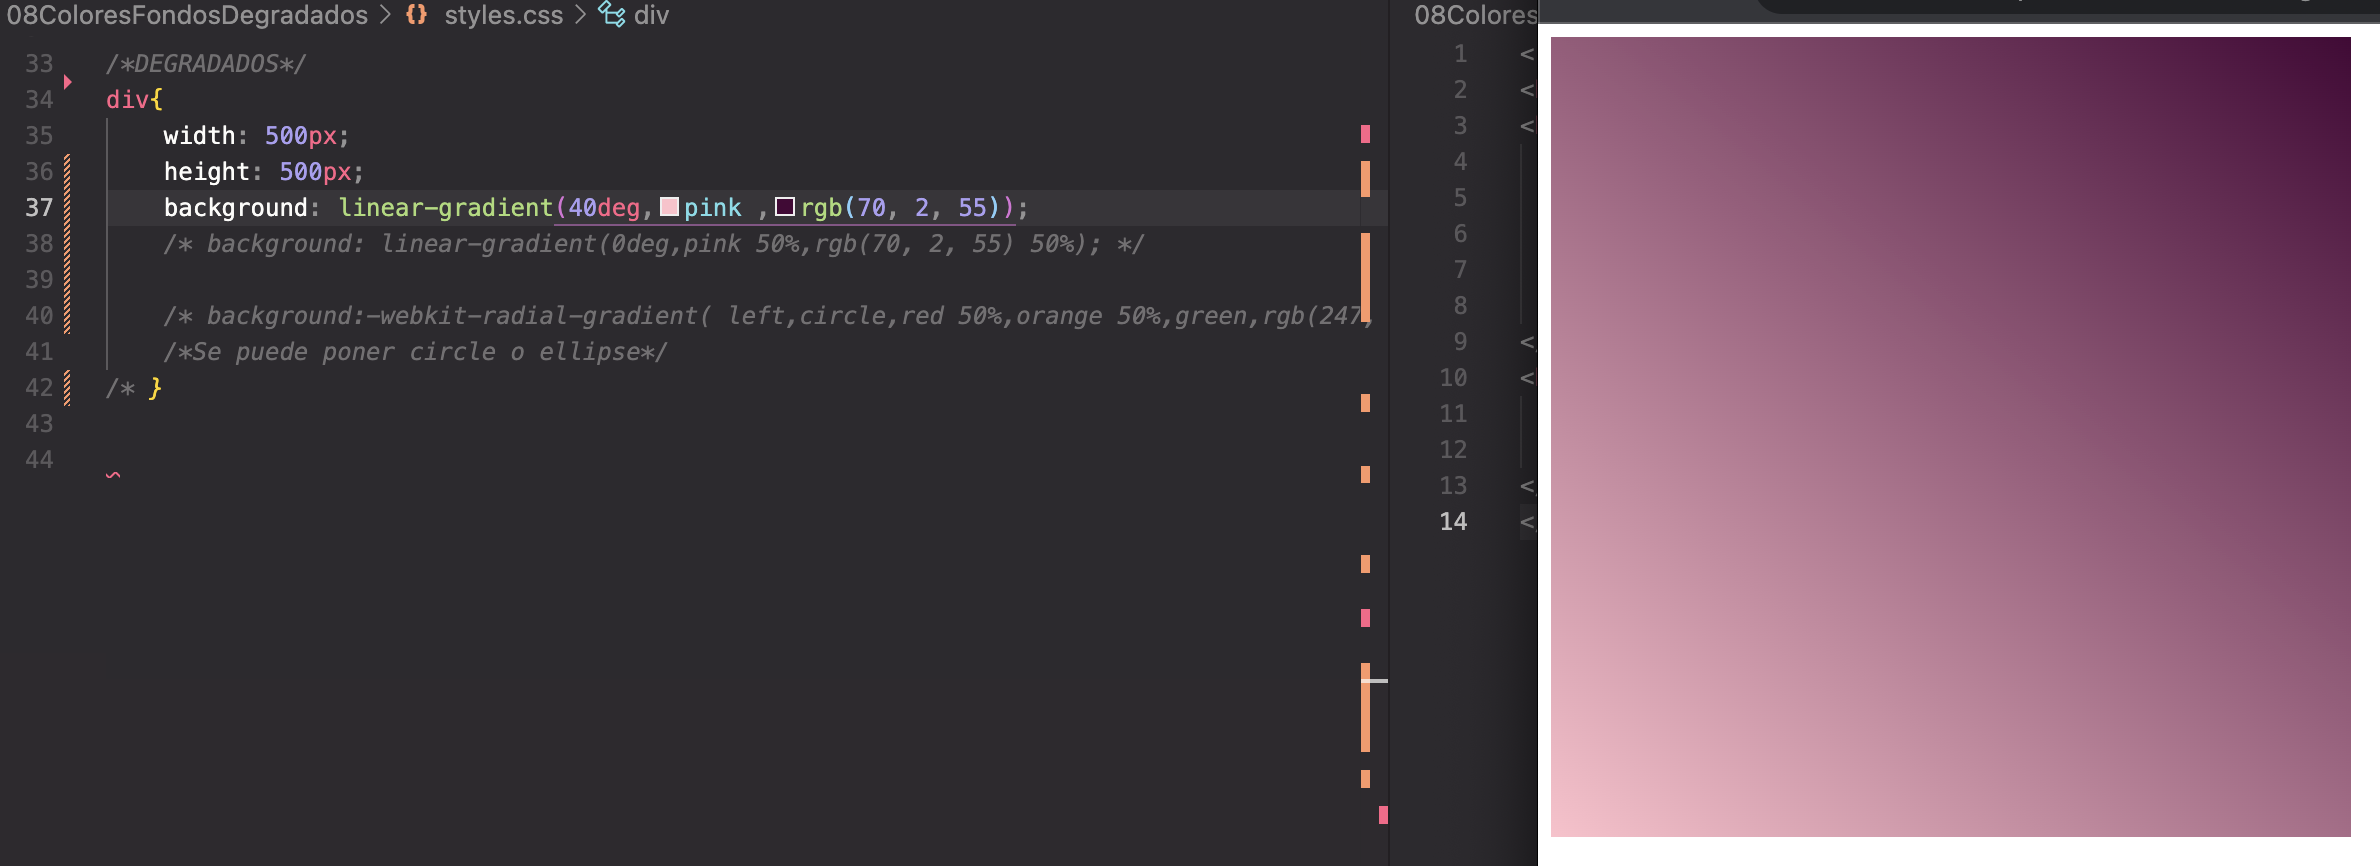 08ColoresFondosDegradados > {} styles.css > div
33 /*DEGRADADOS*/
34 div{
35 width: 500px;
36 height: 500px;
37 background: linear-gradient(40deg,pink ,rgb(70, 2, 55));
38 /* background: linear-gradient(0deg,pink 50%,rgb(70, 2, 55) 50%); */
39
40 /* background:-webkit-radial-gradient( left,circle,red 50%,orange 50%,green,rgb(247,
41 /*Se puede poner circle o ellipse*/
42 /* }
43
44
08Colores
1 <
2 <
3 <
4
5
6
7
8
9 <
10 <
11
12
13 <
14 <